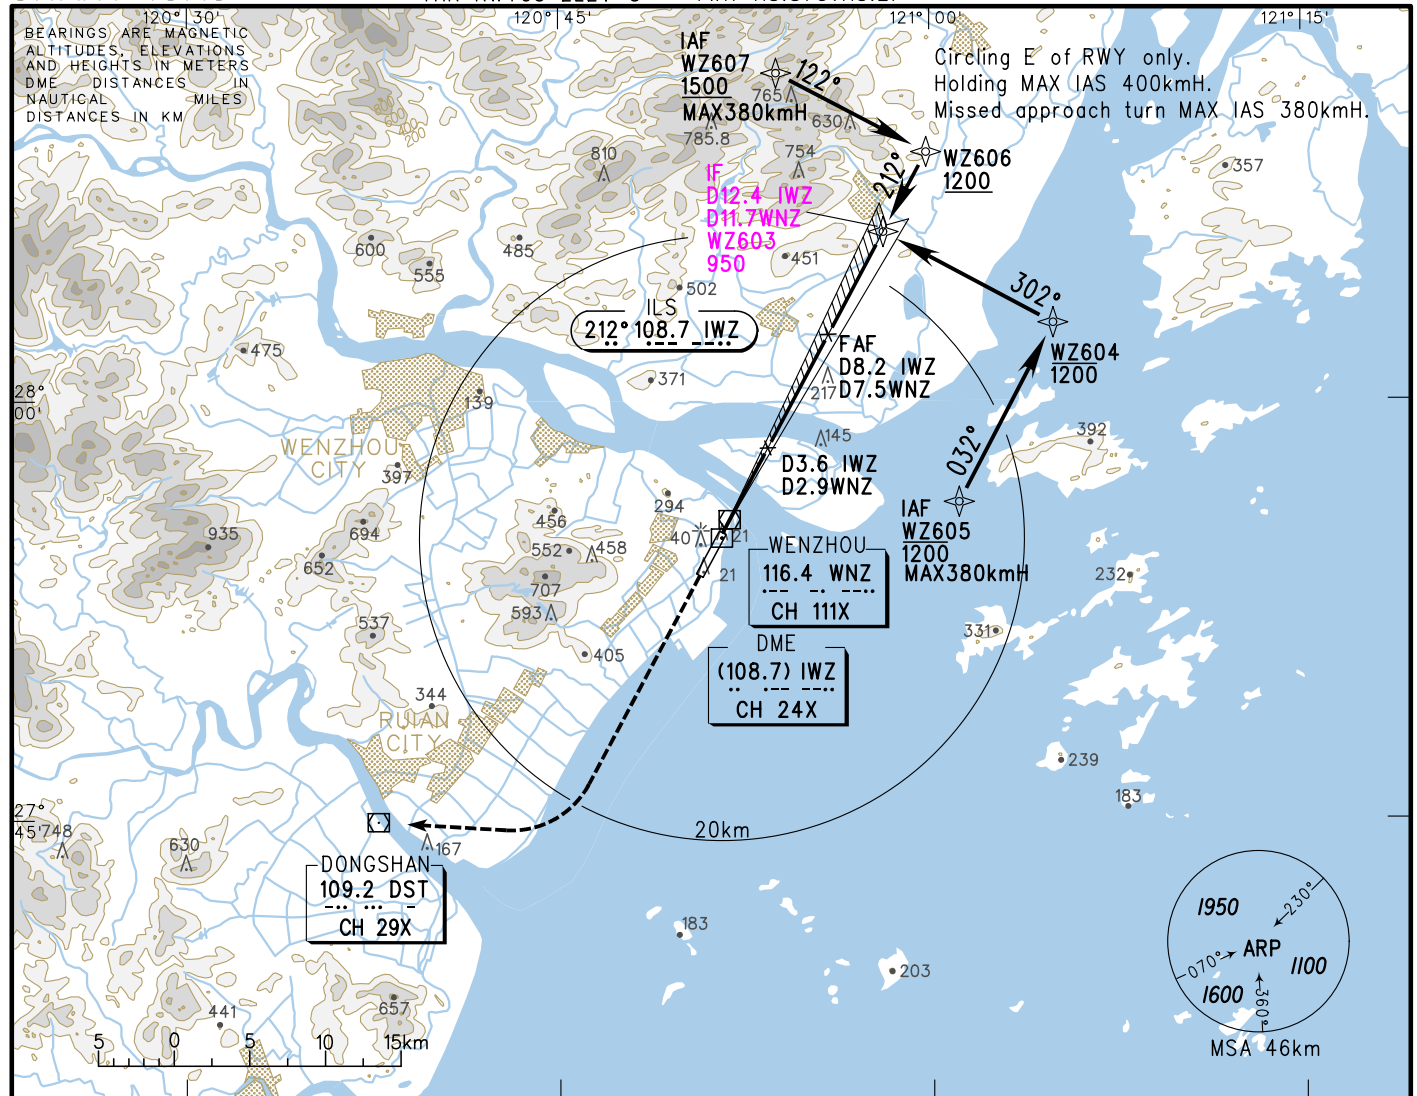 120° 30'
120° 45'
121° 00'
121° 15'
BEARINGS ARE MAGNETIC
ALTITUDES, ELEVATIONS
AND HEIGHTS IN METERS
DME DISTANCES IN
NAUTICAL MILES
DISTANCES IN KM
Circling E of RWY only.
Holding MAX IAS 400kmH.
Missed approach turn MAX IAS 380kmH.
IAF
WZ607
1500
MAX380kmH
122°
765
630
785.8
754
810
WZ606
1200
212°
357
IF
D12.4 IWZ
D11.7WNZ
WZ603
950
451
502
600
555
485
302°
WZ604
1200
ILS
212° 108.7 IWZ
FAF
D8.2 IWZ
D7.5WNZ
217
475
371
139
28°
00'
WENZHOU
CITY
397
145
392
D3.6 IWZ
D2.9WNZ
032°
IAF
WZ605
1200
MAX380kmH
294
456
694
935
652
552
458
707
593
40
21
21
WENZHOU
116.4 WNZ
CH 111X
232
331
537
405
DME
(108.7) IWZ
CH 24X
344
RUIAN
CITY
239
183
20km
27°
45'
748
630
167
DONGSHAN
109.2 DST
CH 29X
183
203
657
441
5 0 5 10 15km
1950
230°
ARP
070°
1100
1600
360°
MSA 46km